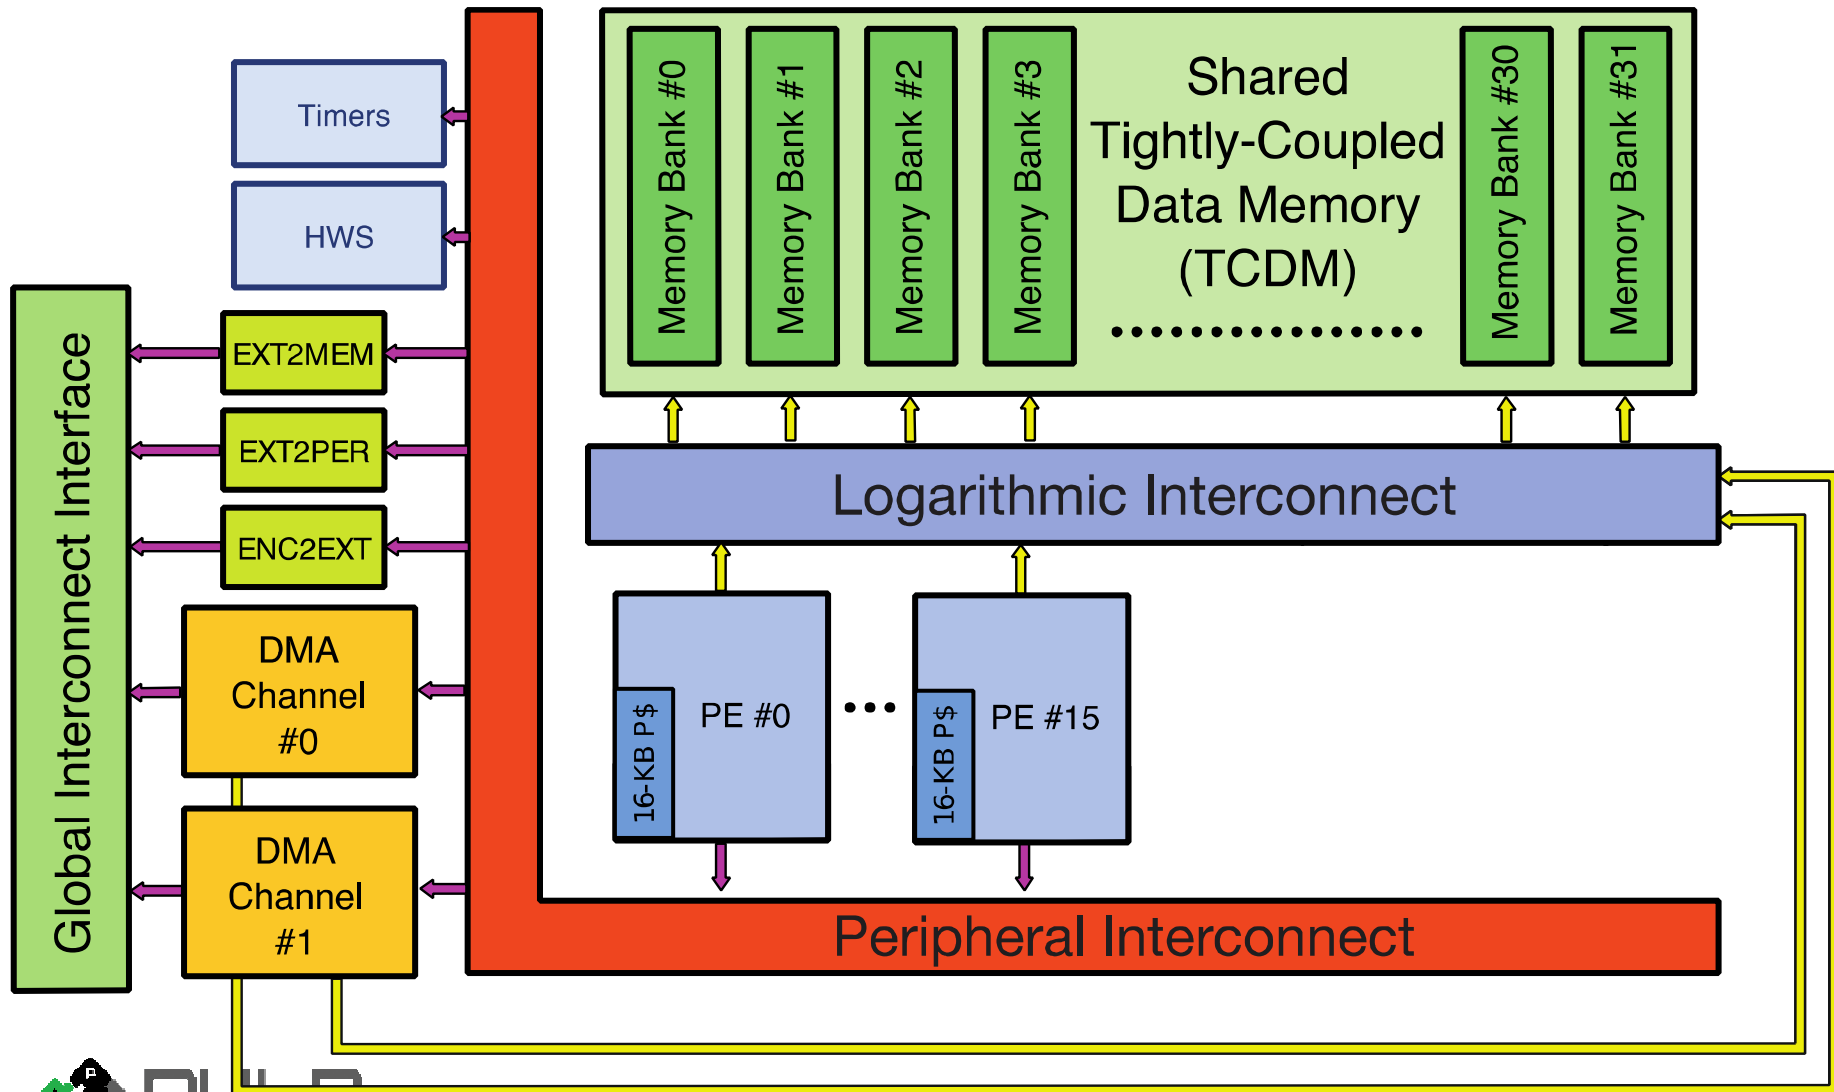 Timers
HWS
Global Interconnect Interface
EXT2MEM
EXT2PER
ENC2EXT
DMA
Channel
#0
DMA
Channel
#1
Memory Bank #0
Memory Bank #1
Memory Bank #2
Memory Bank #3
Shared
Tightly-Coupled
Data Memory
(TCDM)
Memory Bank #30
Memory Bank #31
Logarithmic Interconnect
PE #0
16-KB P$
PE #15
16-KB P$
Peripheral Interconnect